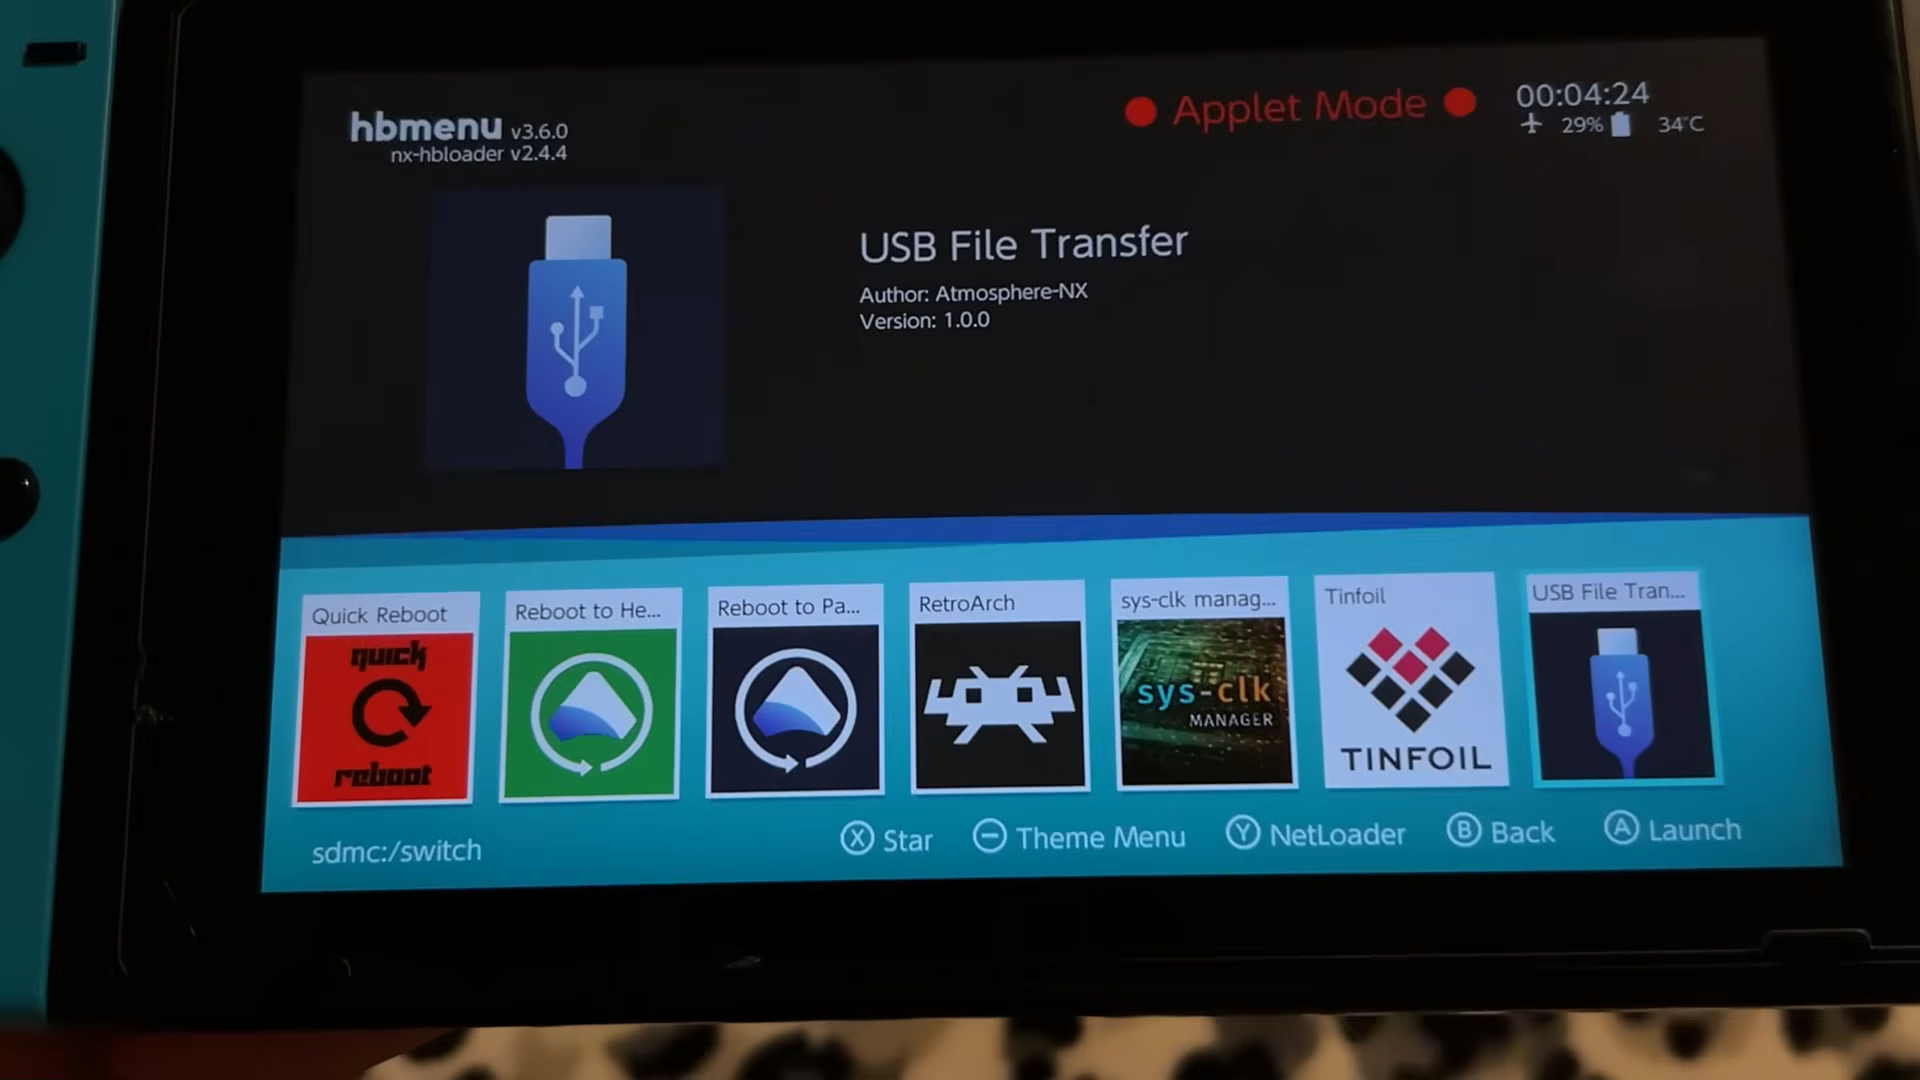 hbmenu v3.6.0
nx-hbloader v2.4.4
Applet Mode
00:04:24
29% 34°C
USB File Transfer
Author: Atmosphere-NX
Version: 1.0.0
Quick Reboot
quick
reboot
Reboot to He...
Reboot to Pa...
RetroArch
sys-clk manag...
sys-clk
MANAGER
Tinfoil
TINFOIL
USB File Tran...
sdmc:/switch
X Star
Theme Menu
Y NetLoader
B Back
A Launch